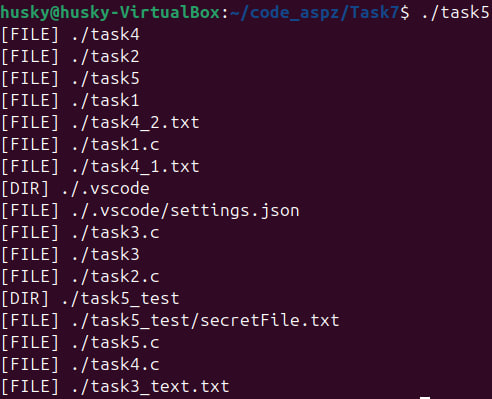 husky@husky-VirtualBox:~/code_aspz/Task7$ ./task5
[FILE] ./task4
[FILE] ./task2
[FILE] ./task5
[FILE] ./task1
[FILE] ./task4_2.txt
[FILE] ./task1.c
[FILE] ./task4_1.txt
[DIR] ./.vscode
[FILE] ./.vscode/settings.json
[FILE] ./task3.c
[FILE] ./task3
[FILE] ./task2.c
[DIR] ./task5_test
[FILE] ./task5_test/secretFile.txt
[FILE] ./task5.c
[FILE] ./task4.c
[FILE] ./task3_text.txt